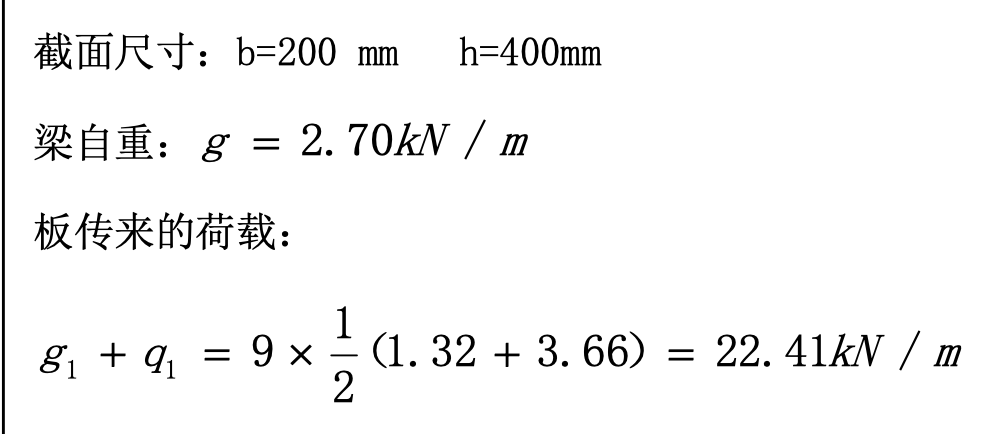 截面尺寸：b=200 mm h=400mm
梁自重：g = 2.70kN / m
板传来的荷载：
g₁ + q₁ = 9 × 1/2 (1.32 + 3.66) = 22.41kN / m